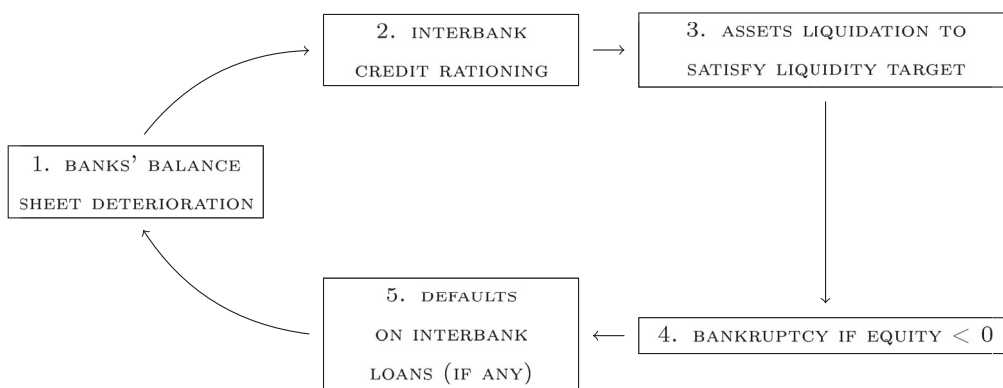 1. BANKS' BALANCE
SHEET DETERIORATION
2. INTERBANK
CREDIT RATIONING
3. ASSETS LIQUIDATION TO
SATISFY LIQUIDITY TARGET
4. BANKRUPTCY IF EQUITY < 0
5. DEFAULTS
ON INTERBANK
LOANS (IF ANY)